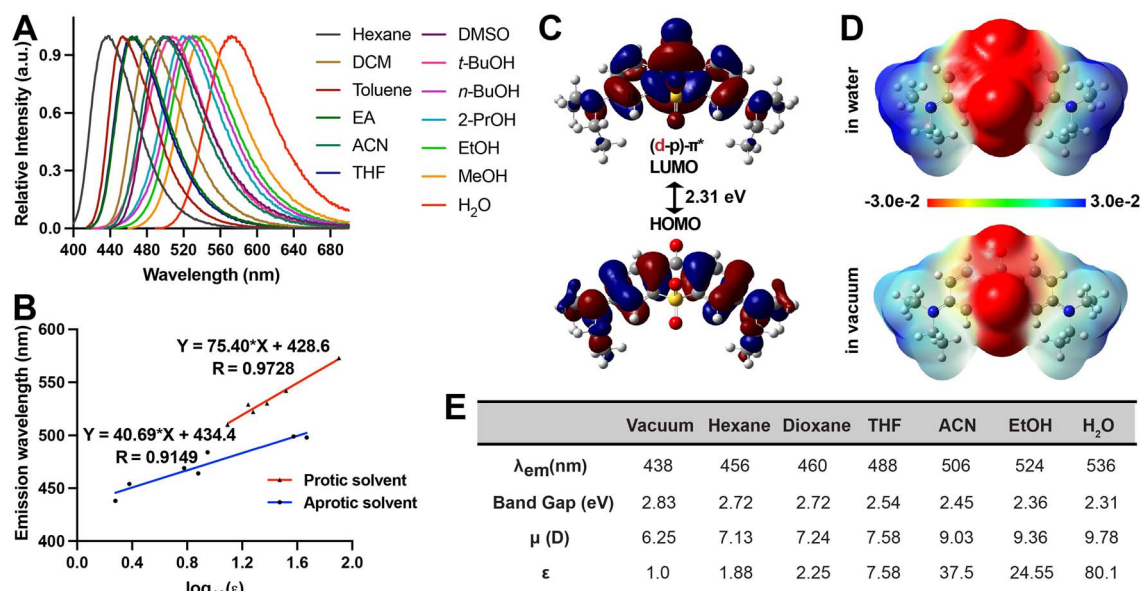 A
Relative Intensity (a.u.)
0.9
0.6
0.3
0.0
400 440 480 520 560 600 640 680
Wavelength (nm)
Hexane
DCM
Toluene
EA
ACN
THF
DMSO
t-BuOH
n-BuOH
2-PrOH
EtOH
MeOH
H₂O
B
Emission wavelength (nm)
600
550
500
450
400
0.0 0.4 0.8 1.2 1.6 2.0
Y = 75.40*X + 428.6
R = 0.9728
Y = 40.69*X + 434.4
R = 0.9149
Protic solvent
Aprotic solvent
C
(d-p)-π*
LUMO
2.31 eV
HOMO
D
in water
-3.0e-2 3.0e-2
in vacuum
E
Vacuum Hexane Dioxane THF ACN EtOH H₂O
λem(nm) 438 456 460 488 506 524 536
Band Gap (eV) 2.83 2.72 2.72 2.54 2.45 2.36 2.31
μ (D) 6.25 7.13 7.24 7.58 9.03 9.36 9.78
ε 1.0 1.88 2.25 7.58 37.5 24.55 80.1